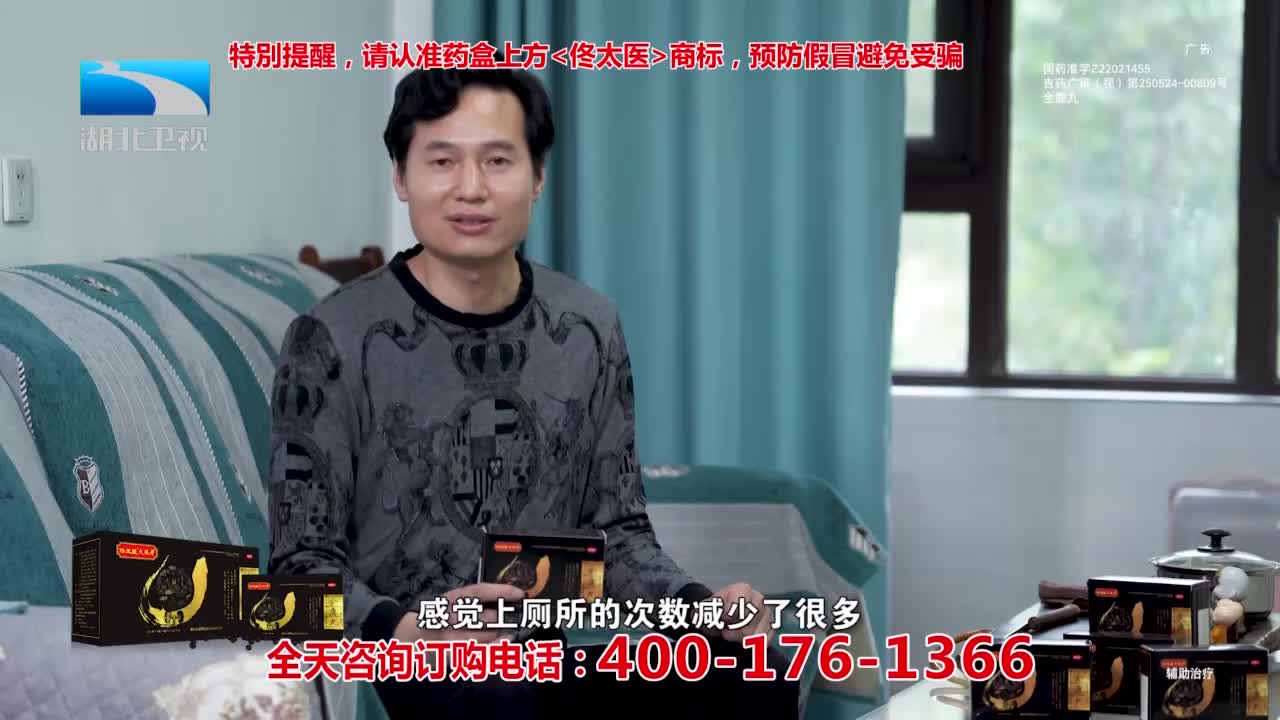 特别提醒，请认准药盒上方<佟太医>商标，预防假冒避免受骗
广告
湖北卫视
国药准字Z22021455
吉药广审（视）第250524-00809号
全鹿丸
B
感觉上厕所的次数减少了很多
全天咨询订购电话：400-176-1366
辅助治疗